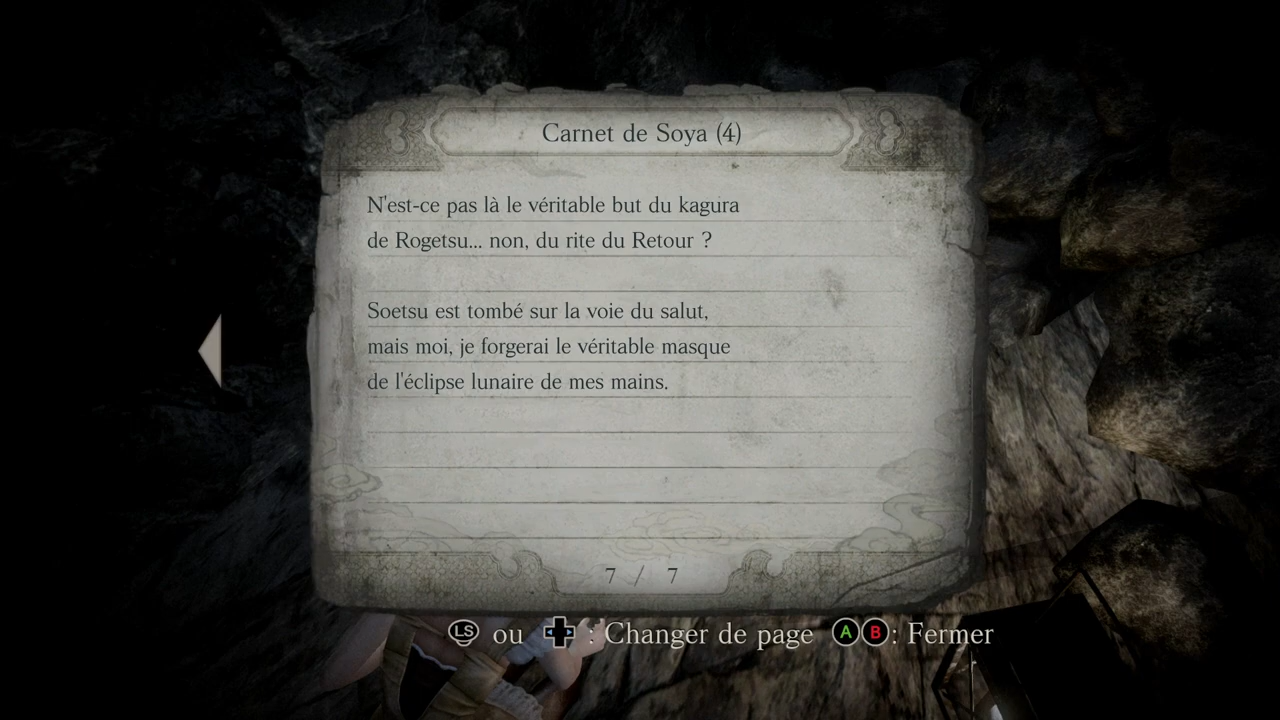 Carnet de Soya (4)
N'est-ce pas là le véritable but du kagura
de Rogetsu... non, du rite du Retour ?
Soetsu est tombé sur la voie du salut,
mais moi, je forgerai le véritable masque
de l'éclipse lunaire de mes mains.
7 / 7
LS ou : Changer de page A B : Fermer